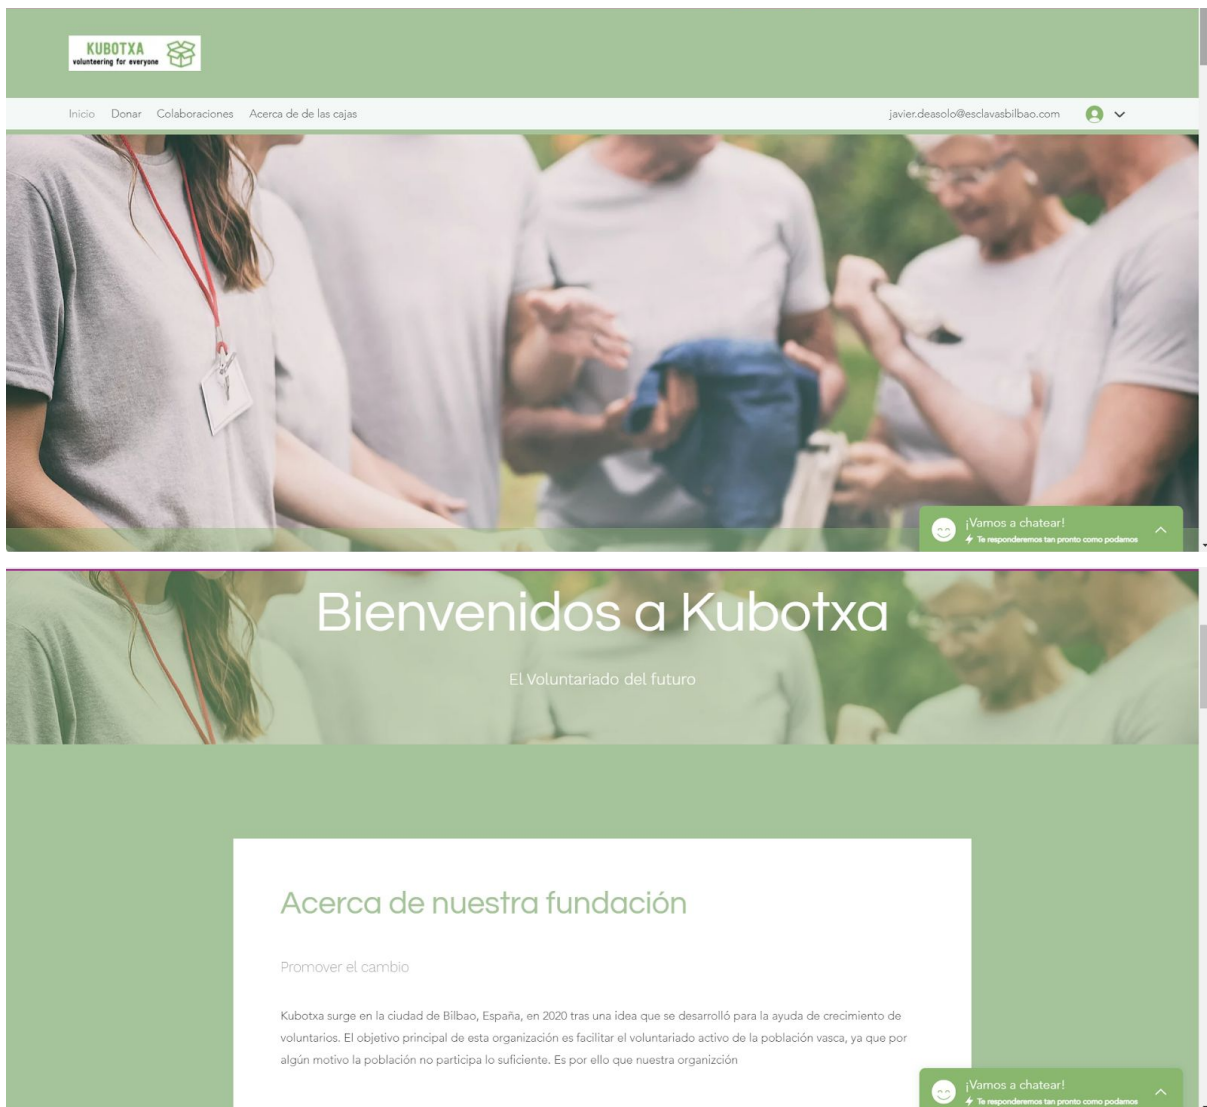 KUBOTXA
volunteering for everyone
Inicio Donar Colaboraciones Acerca de de las cajas javier.deasolo@esclavasbilbao.com
¡Vamos a chatear!
Te responderemos tan pronto como podamos
Bienvenidos a Kubotxa
El Voluntariado del futuro
Acerca de nuestra fundación
Promover el cambio
Kubotxa surge en la ciudad de Bilbao, España, en 2020 tras una idea que se desarrolló para la ayuda de crecimiento de
voluntarios. El objetivo principal de esta organización es facilitar el voluntariado activo de la población vasca, ya que por
algún motivo la población no participa lo suficiente. Es por ello que nuestra organizción
¡Vamos a chatear!
Te responderemos tan pronto como podamos